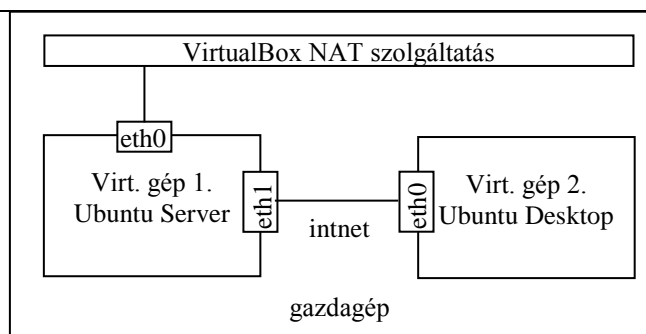 VirtualBox NAT szolgáltatás
eth0
Virt. gép 1.
Ubuntu Server
eth1
intnet
eth0
Virt. gép 2.
Ubuntu Desktop
gazdagép